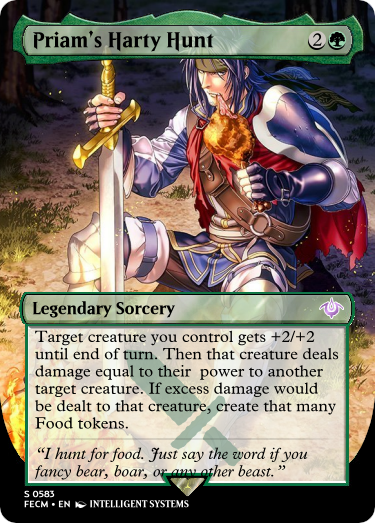 Priam's Harty Hunt 2
Legendary Sorcery
Target creature you control gets +2/+2
until end of turn. Then that creature deals
damage equal to their power to another
target creature. If excess damage would
be dealt to that creature, create that many
Food tokens.
“I hunt for food. Just say the word if you
fancy bear, boar, or any other beast.”
S 0583
FECM • EN INTELLIGENT SYSTEMS